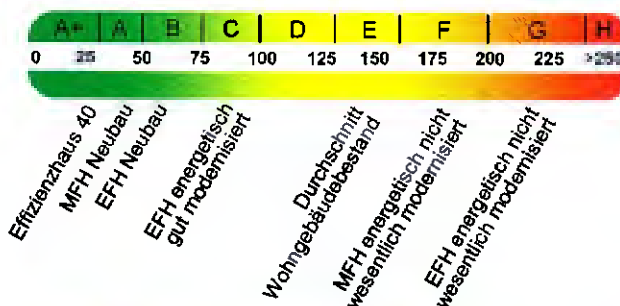 A+ A B C D E F G H
0 25 50 75 100 125 150 175 200 225 >250
Effizienzhaus 40
MFH Neubau
EFH Neubau
EFH energetisch
gut modernisiert
Durchschnitt
Wohngebäudebestand
MFH energetisch nicht
wesentlich modernisiert
EFH energetisch nicht
wesentlich modernisiert